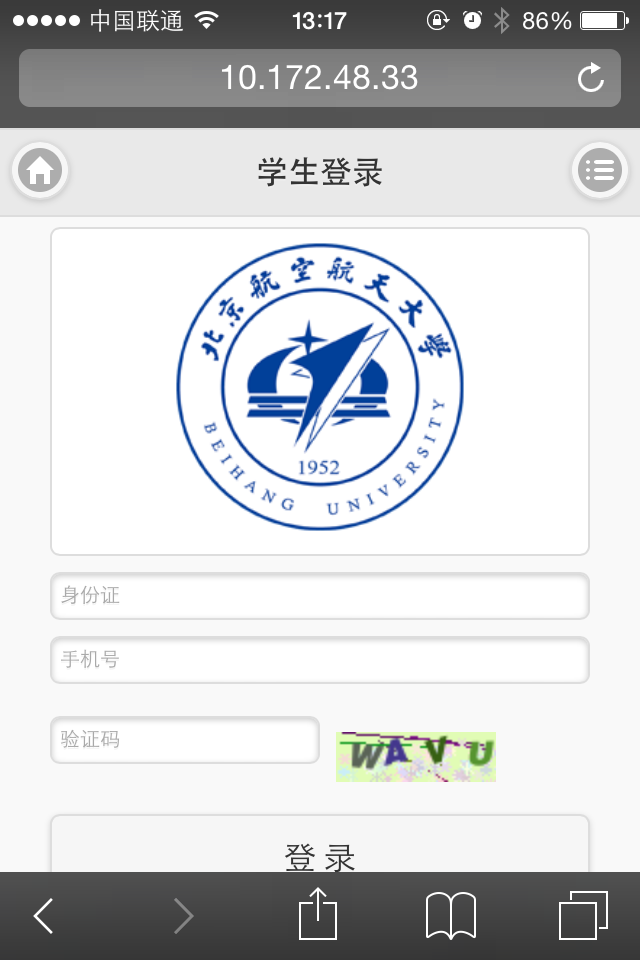 中国联通 13:17 86%
10.172.48.33
学生登录
北京航空航天大学
1952
BEIHANG UNIVERSITY
身份证
手机号
验证码 WAVU
登录